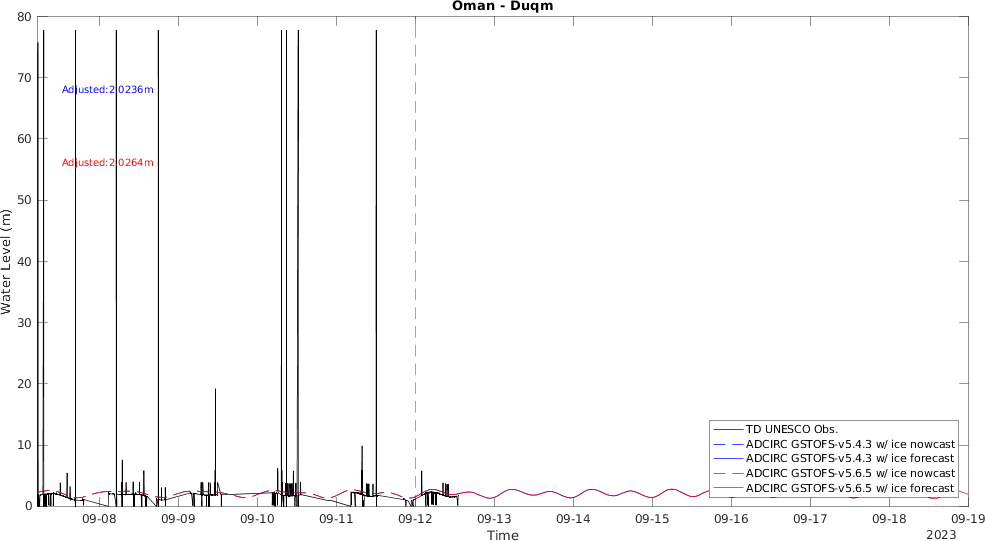 Oman - Duqm
80
70
60
50
40
30
20
10
0
Water Level (m)
Adjusted:2.0236m
Adjusted:2.0264m
TD UNESCO Obs.
ADCIRC GSTOFS-v5.4.3 w/ ice nowcast
ADCIRC GSTOFS-v5.4.3 w/ ice forecast
ADCIRC GSTOFS-v5.6.5 w/ ice nowcast
ADCIRC GSTOFS-v5.6.5 w/ ice forecast
09-08 09-09 09-10 09-11 09-12 09-13 09-14 09-15 09-16 09-17 09-18 09-19
Time
2023